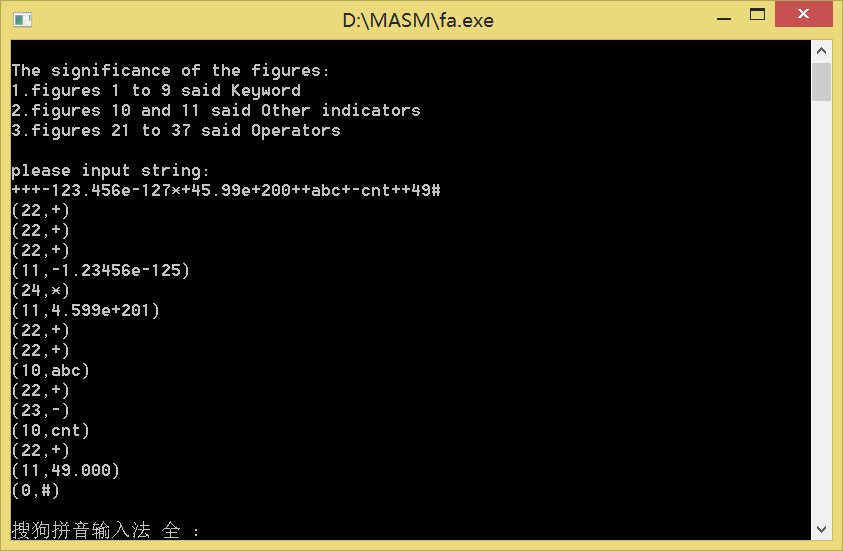 D:\MASM\fa.exe
The significance of the figures:
1.figures 1 to 9 said Keyword
2.figures 10 and 11 said Other indicators
3.figures 21 to 37 said Operators
please input string:
+++-123.456e-127*+45.99e+200++abc+-cnt++49#
(22,+)
(22,+)
(22,+)
(11,-1.23456e-125)
(24,*)
(11,4.599e+201)
(22,+)
(22,+)
(10,abc)
(22,+)
(23,-)
(10,cnt)
(22,+)
(11,49.000)
(0,#)
搜狗拼音输入法 全 :